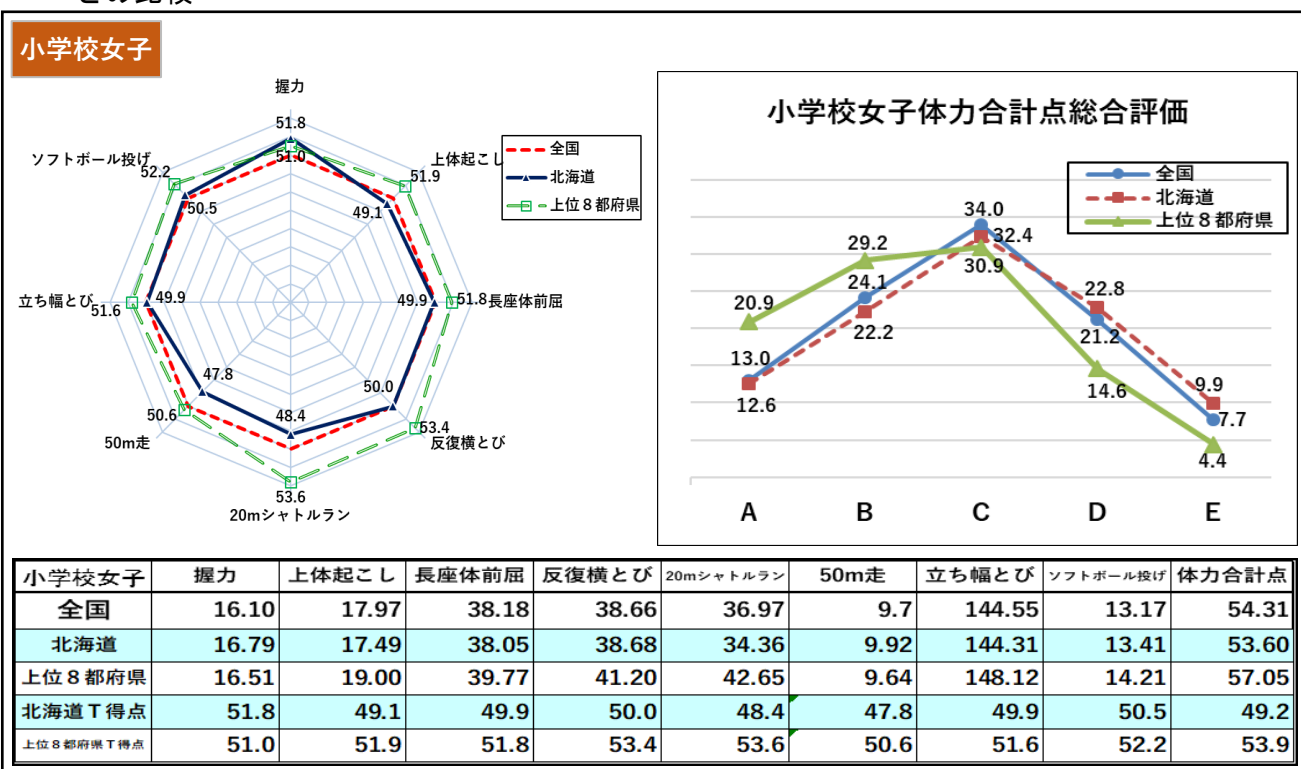 小学校女子
握力
51.8
51.0
ソフトボール投げ
52.2
50.5
上体起こし
51.9
49.1
全国
北海道
上位８都府県
立ち幅とび
51.6
49.9
49.9
51.8
長座体前屈
47.8
50.6
50m走
50.0
53.4
反復横とび
48.4
53.6
20mシャトルラン
小学校女子体力合計点総合評価
全国
北海道
上位８都府県
34.0
32.4
30.9
29.2
24.1
22.2
20.9
13.0
12.6
22.8
21.2
14.6
9.9
7.7
4.4
A B C D E
小学校女子 握力 上体起こし 長座体前屈 反復横とび 20mシャトルラン 50m走 立ち幅とび ソフトボール投げ 体力合計点
全国 16.10 17.97 38.18 38.66 36.97 9.7 144.55 13.17 54.31
北海道 16.79 17.49 38.05 38.68 34.36 9.92 144.31 13.41 53.60
上位８都府県 16.51 19.00 39.77 41.20 42.65 9.64 148.12 14.21 57.05
北海道Ｔ得点 51.8 49.1 49.9 50.0 48.4 47.8 49.9 50.5 49.2
上位８都府県Ｔ得点 51.0 51.9 51.8 53.4 53.6 50.6 51.6 52.2 53.9